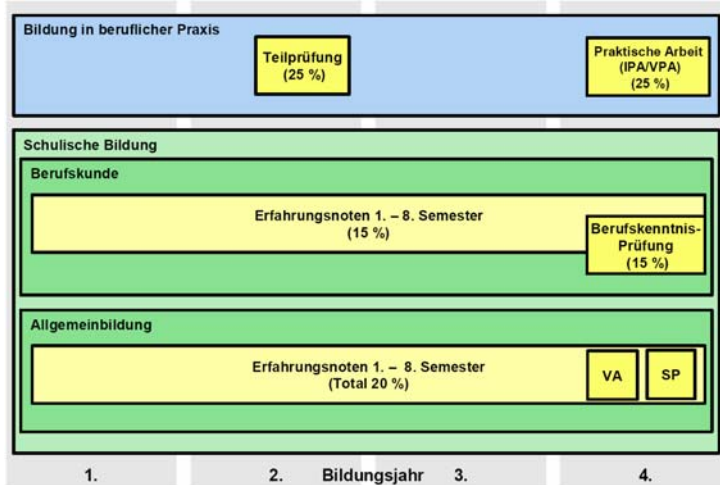 Bildung in beruflicher Praxis
Teilprüfung
(25 %)
Praktische Arbeit
(IPA/VPA)
(25 %)
Schulische Bildung
Berufskunde
Erfahrungsnoten 1. – 8. Semester
(15 %)
Berufskenntnis-
Prüfung
(15 %)
Allgemeinbildung
Erfahrungsnoten 1. – 8. Semester
(Total 20 %)
VA
SP
1. 2. Bildungsjahr 3. 4.